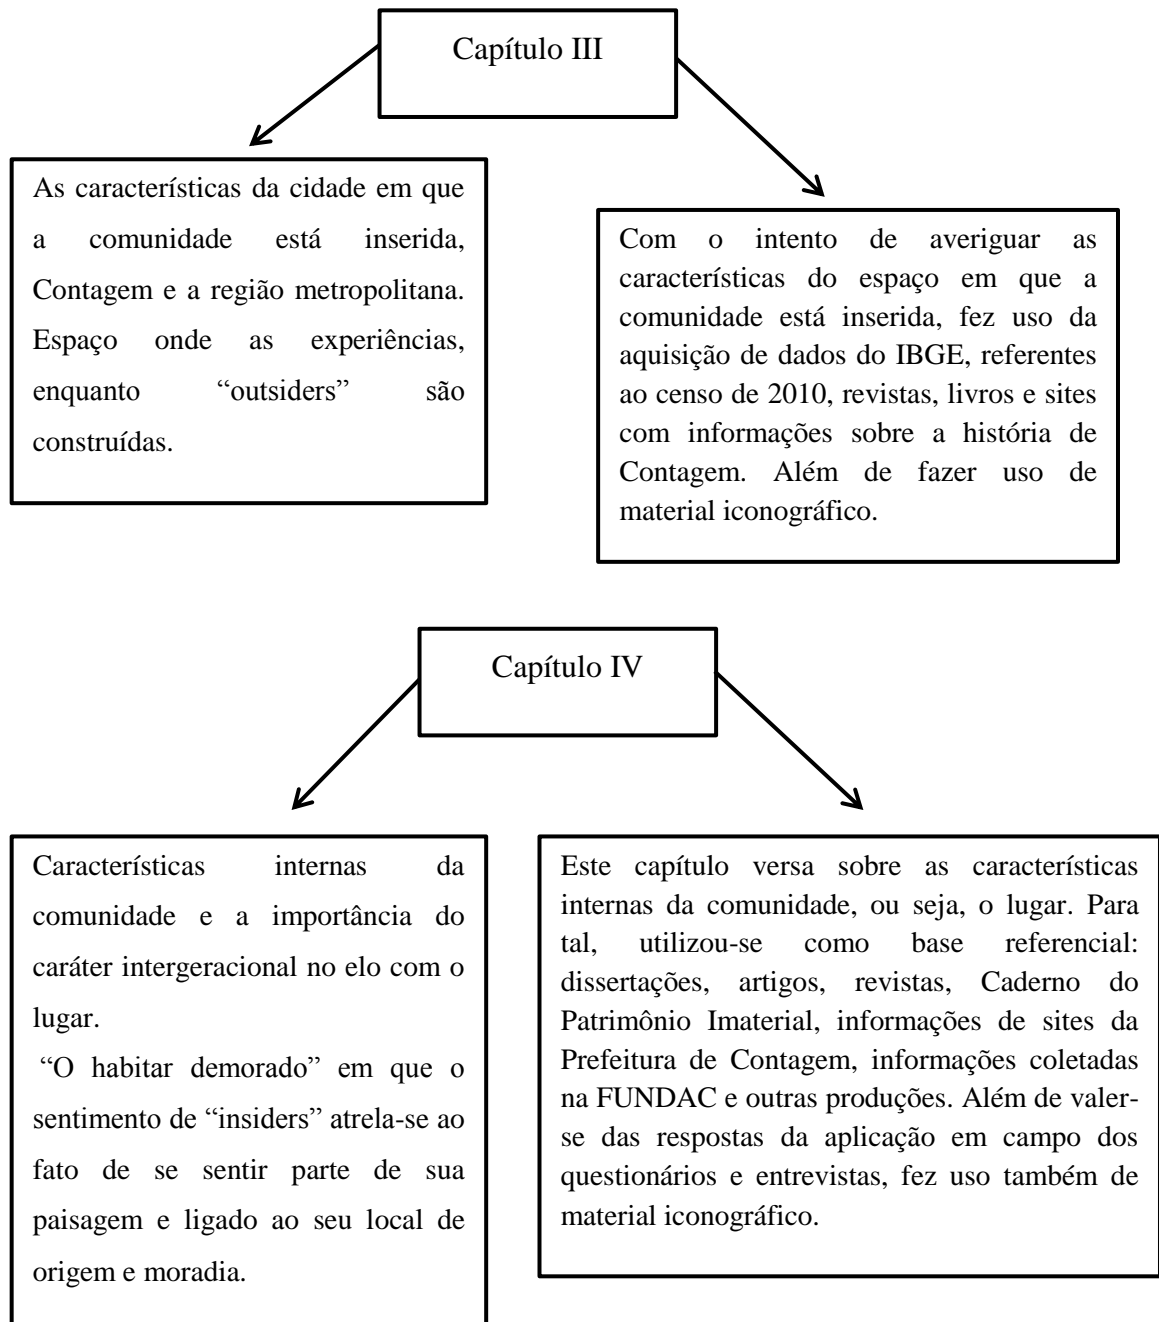 Capítulo III
As características da cidade em que
a comunidade está inserida,
Contagem e a região metropolitana.
Espaço onde as experiências,
enquanto “outsiders” são
construídas.
Com o intento de averiguar as
características do espaço em que a
comunidade está inserida, fez uso da
aquisição de dados do IBGE, referentes
ao censo de 2010, revistas, livros e sites
com informações sobre a história de
Contagem. Além de fazer uso de
material iconográfico.
Capítulo IV
Características internas da
comunidade e a importância do
caráter intergeracional no elo com o
lugar.
“O habitar demorado” em que o
sentimento de “insiders” atrela-se ao
fato de se sentir parte de sua
paisagem e ligado ao seu local de
origem e moradia.
Este capítulo versa sobre as características
internas da comunidade, ou seja, o lugar. Para
tal, utilizou-se como base referencial:
dissertações, artigos, revistas, Caderno do
Patrimônio Imaterial, informações de sites da
Prefeitura de Contagem, informações coletadas
na FUNDAC e outras produções. Além de valer-
se das respostas da aplicação em campo dos
questionários e entrevistas, fez uso também de
material iconográfico.